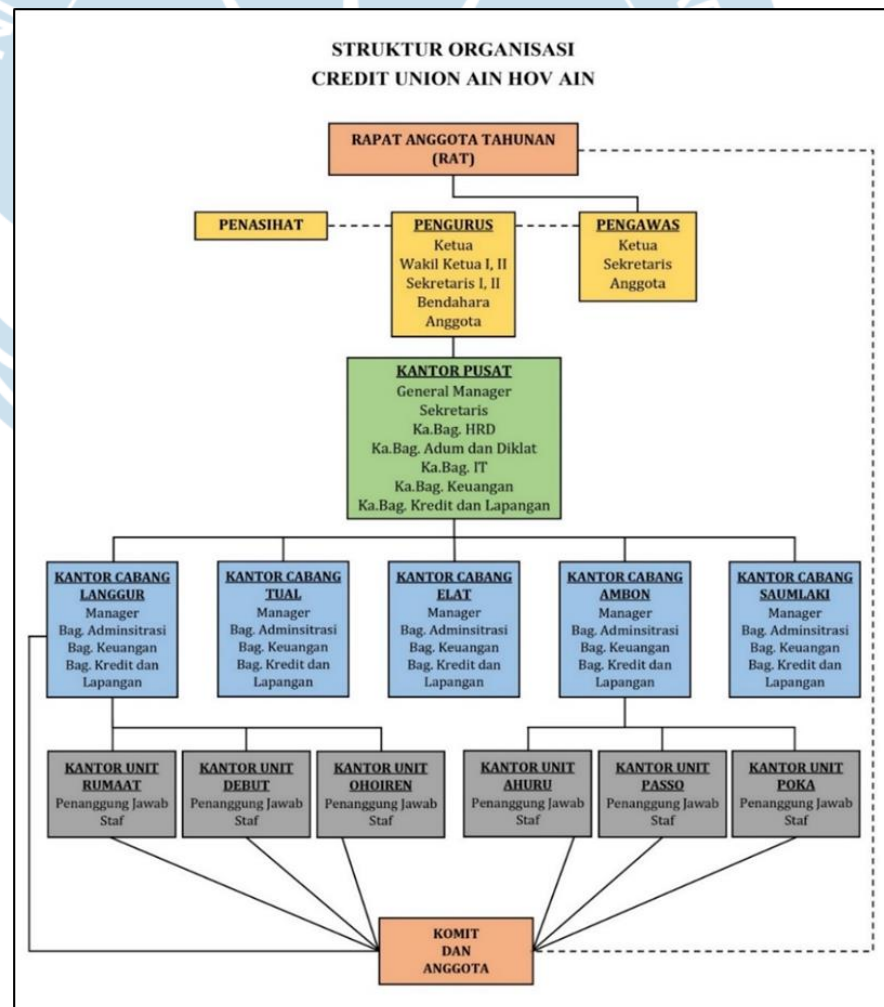 STRUKTUR ORGANISASI
CREDIT UNION AIN HOV AIN
RAPAT ANGGOTA TAHUNAN
(RAT)
PENASIHAT
PENGURUS
Ketua
Wakil Ketua I, II
Sekretaris I, II
Bendahara
Anggota
PENGAWAS
Ketua
Sekretaris
Anggota
KANTOR PUSAT
General Manager
Sekretaris
Ka.Bag. HRD
Ka.Bag. Adum dan Diklat
Ka.Bag. IT
Ka.Bag. Keuangan
Ka.Bag. Kredit dan Lapangan
KANTOR CABANG
LANGGUR
Manager
Bag. Adminsitrasi
Bag. Keuangan
Bag. Kredit dan
Lapangan
KANTOR CABANG
TUAL
Manager
Bag. Adminsitrasi
Bag. Keuangan
Bag. Kredit dan
Lapangan
KANTOR CABANG
ELAT
Manager
Bag. Adminsitrasi
Bag. Keuangan
Bag. Kredit dan
Lapangan
KANTOR CABANG
AMBON
Manager
Bag. Adminsitrasi
Bag. Keuangan
Bag. Kredit dan
Lapangan
KANTOR CABANG
SAUMLAKI
Manager
Bag. Adminsitrasi
Bag. Keuangan
Bag. Kredit dan
Lapangan
KANTOR UNIT
RUMAAT
Penanggung Jawab
Staf
KANTOR UNIT
DEBUT
Penanggung Jawab
Staf
KANTOR UNIT
OHOIREN
Penanggung Jawab
Staf
KANTOR UNIT
AHURU
Penanggung Jawab
Staf
KANTOR UNIT
PASSO
Penanggung Jawab
Staf
KANTOR UNIT
POKA
Penanggung Jawab
Staf
KOMIT
DAN
ANGGOTA